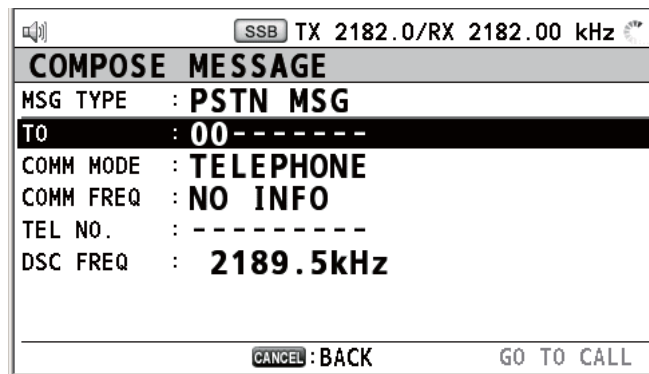 SSB TX 2182.0/RX 2182.00 kHz
COMPOSE MESSAGE
MSG TYPE : PSTN MSG
TO : 00-------
COMM MODE : TELEPHONE
COMM FREQ : NO INFO
TEL NO. : ---------
DSC FREQ : 2189.5kHz
CANCEL : BACK GO TO CALL